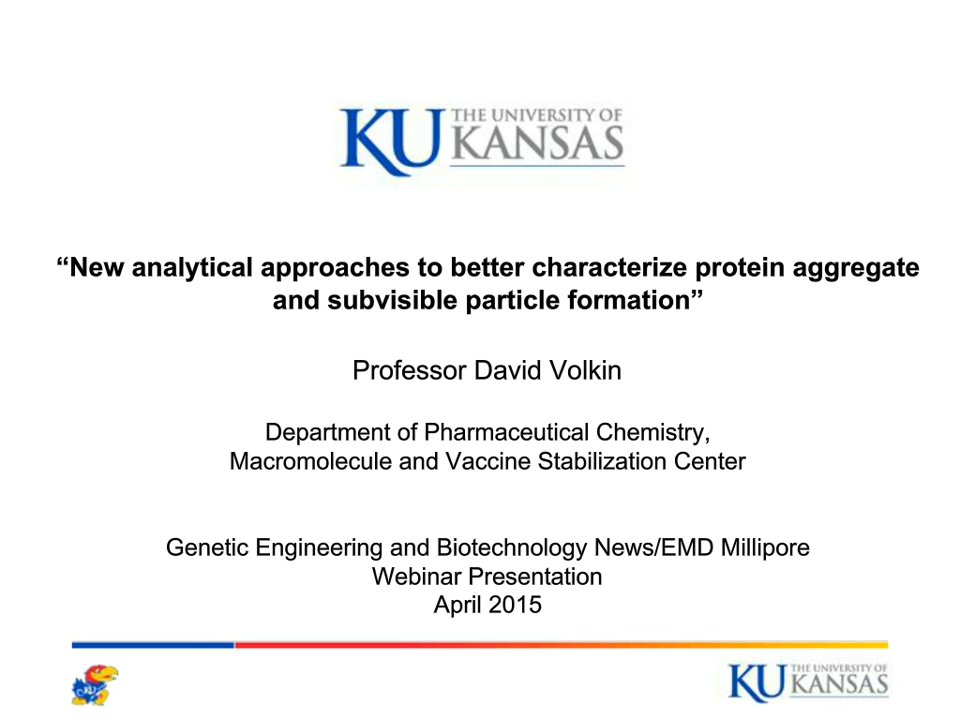 KU THE UNIVERSITY OF
KANSAS
“New analytical approaches to better characterize protein aggregate
and subvisible particle formation”
Professor David Volkin
Department of Pharmaceutical Chemistry,
Macromolecule and Vaccine Stabilization Center
Genetic Engineering and Biotechnology News/EMD Millipore
Webinar Presentation
April 2015
KU
KU THE UNIVERSITY OF
KANSAS